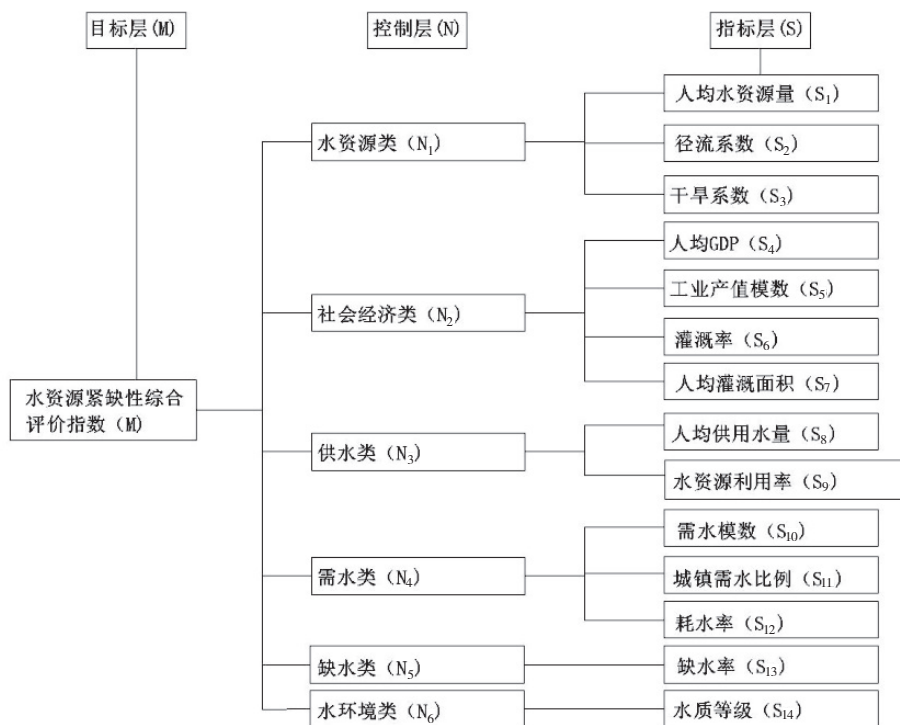 目标层(M)
控制层(N)
指标层(S)
人均水资源量（S₁）
水资源类（N₁）
径流系数（S₂）
干旱系数（S₃）
人均GDP（S₄）
工业产值模数（S₅）
社会经济类（N₂）
灌溉率（S₆）
人均灌溉面积（S₇）
水资源紧缺性综合
评价指数（M）
人均供用水量（S₈）
供水类（N₃）
水资源利用率（S₉）
需水模数（S₁₀）
需水类（N₄）
城镇需水比例（S₁₁）
耗水率（S₁₂）
缺水类（N₅）
缺水率（S₁₃）
水环境类（N₆）
水质等级（S₁₄）